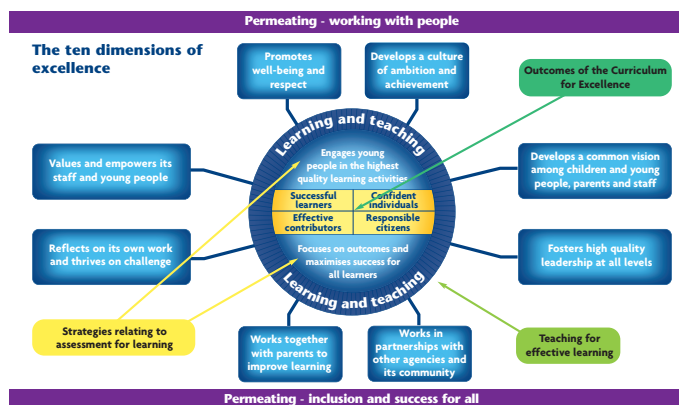 Permeating - working with people
The ten dimensions of
excellence
Promotes
well-being and
respect
Develops a culture
of ambition and
achievement
Outcomes of the Curriculum
for Excellence
Learning and teaching
Engages young
people in the highest
quality learning activities
Values and empowers its
staff and young people
Develops a common vision
among children and young
people, parents and staff
Successful
learners
Confident
individuals
Effective
contributors
Responsible
citizens
Reflects on its own work
and thrives on challenge
Focuses on outcomes and
maximises success for
all learners
Fosters high quality
leadership at all levels
Learning and teaching
Strategies relating to
assessment for learning
Works together
with parents to
improve learning
Works in
partnerships with
other agencies and
its community
Teaching for
effective learning
Permeating - inclusion and success for all